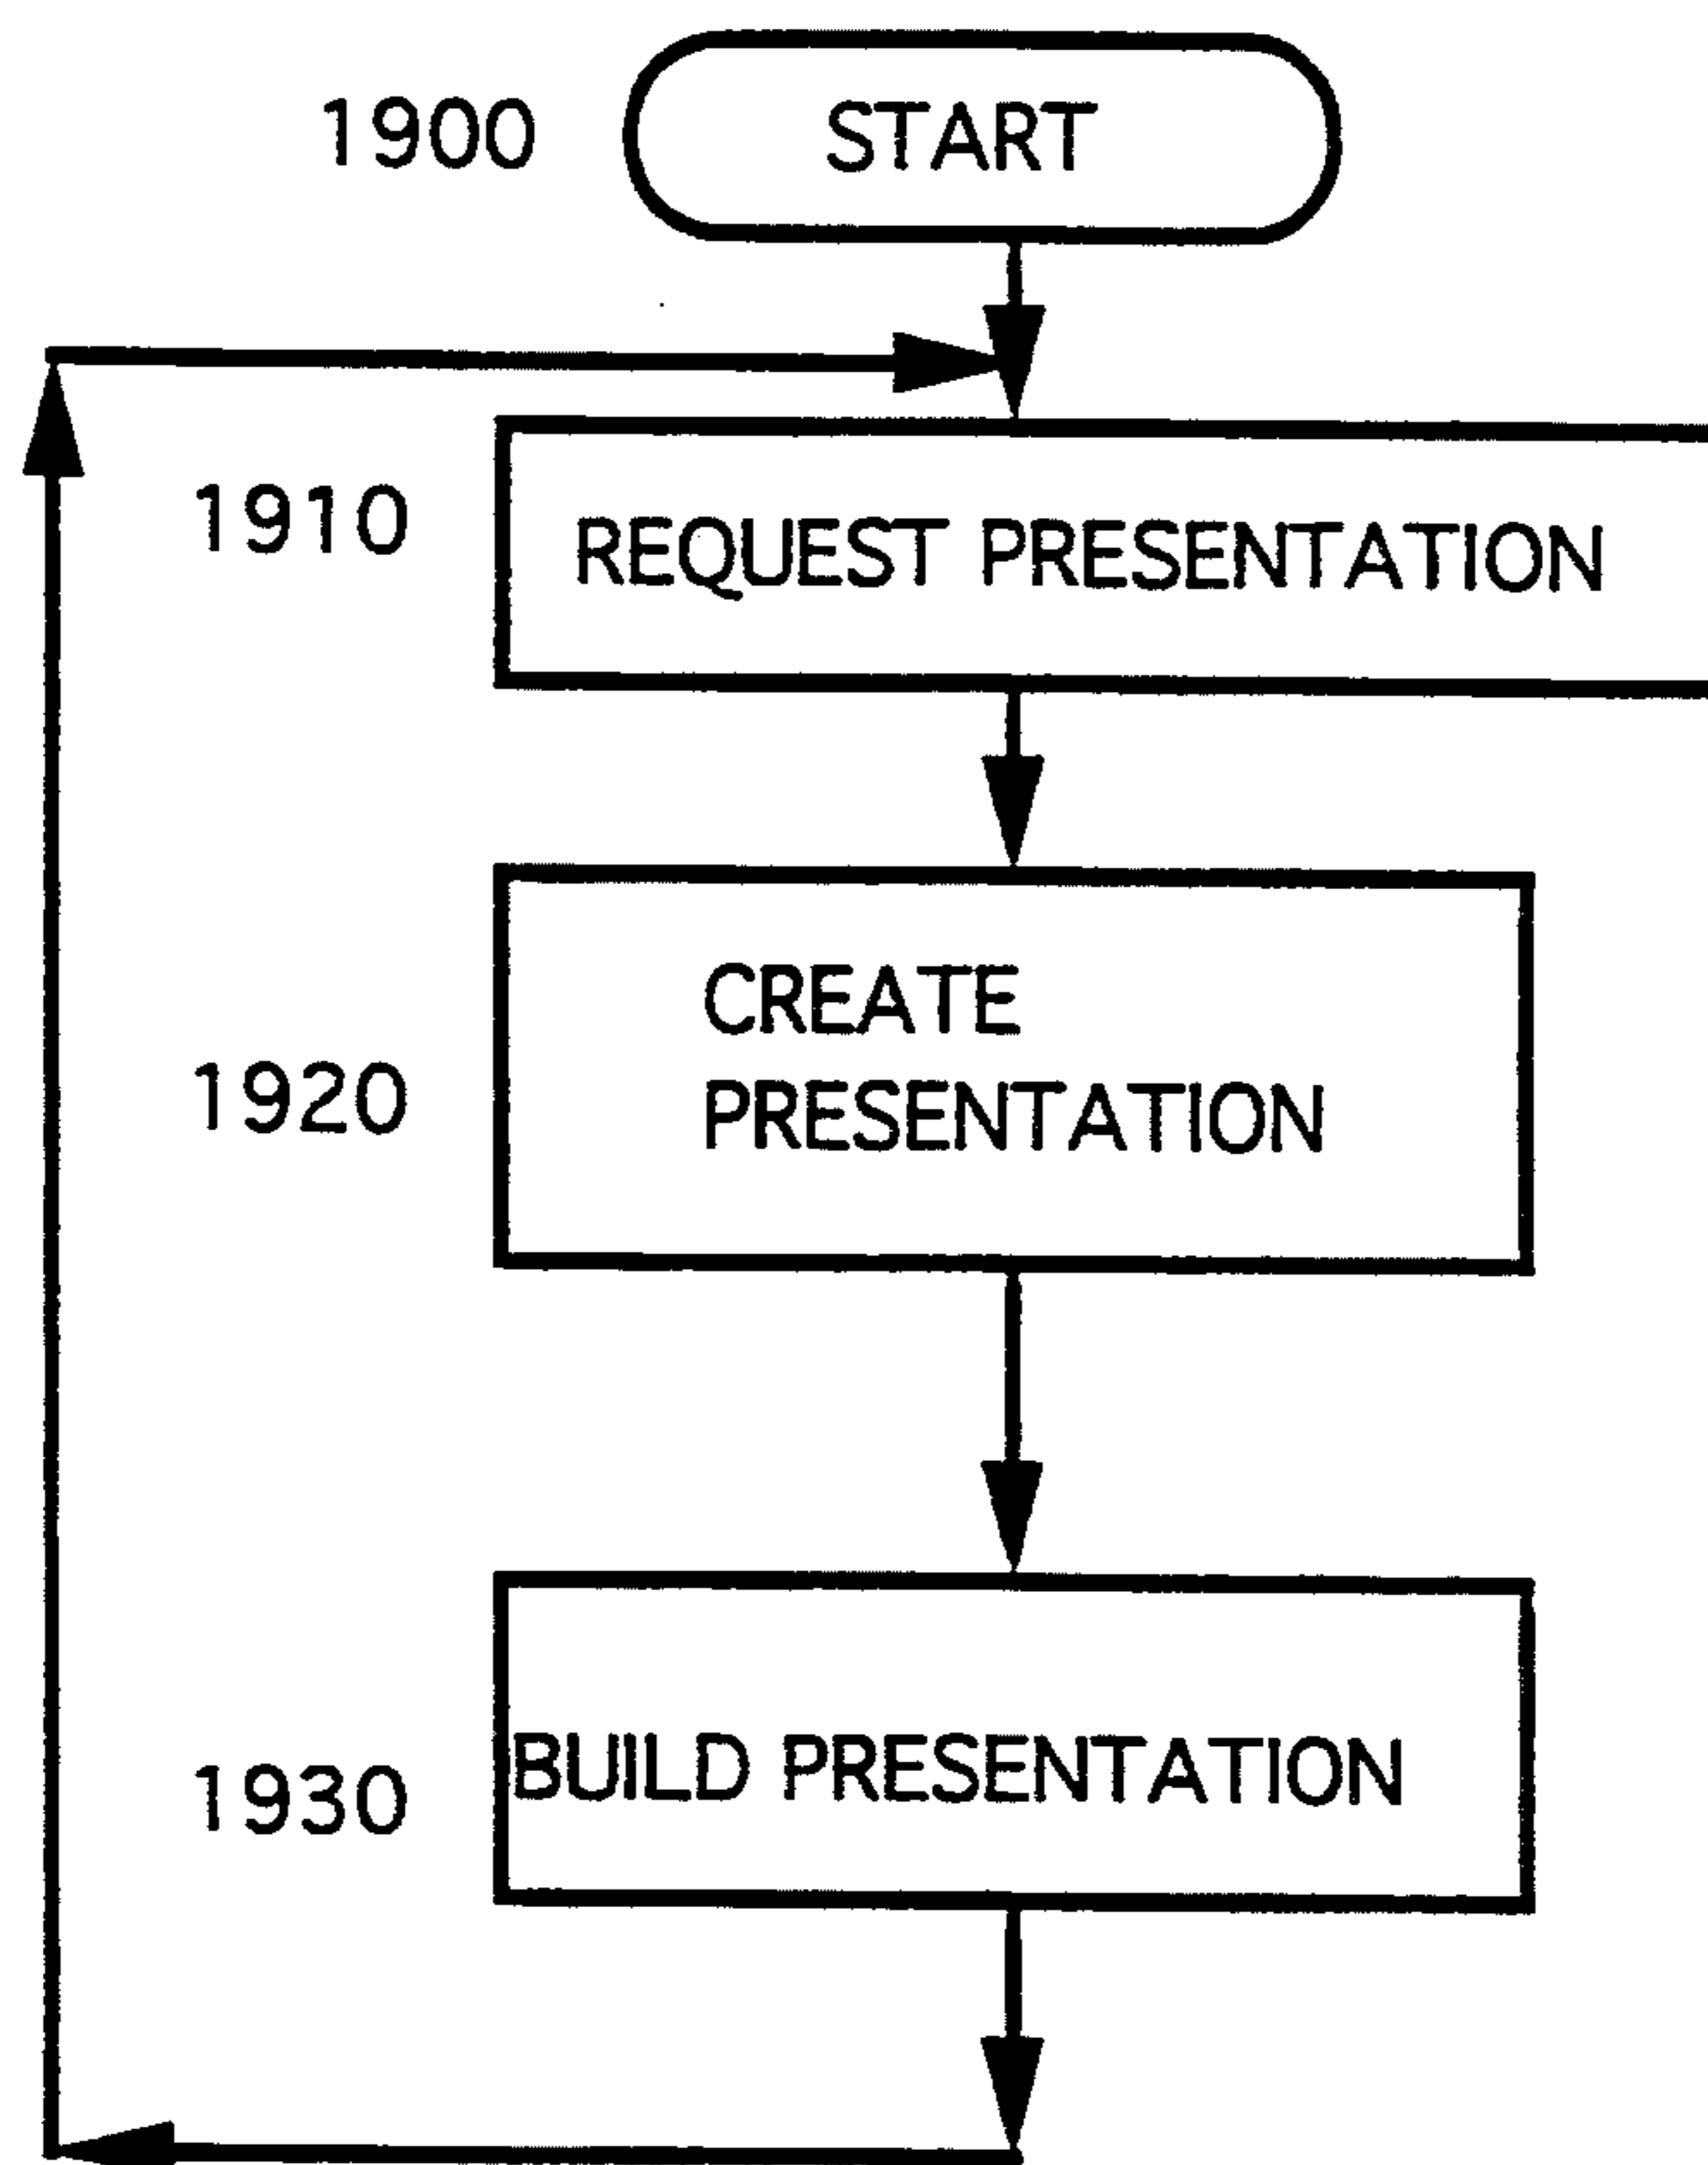 1900 START
1910 REQUEST PRESENTATION
CREATE
1920 PRESENTATION
1930 BUILD PRESENTATION